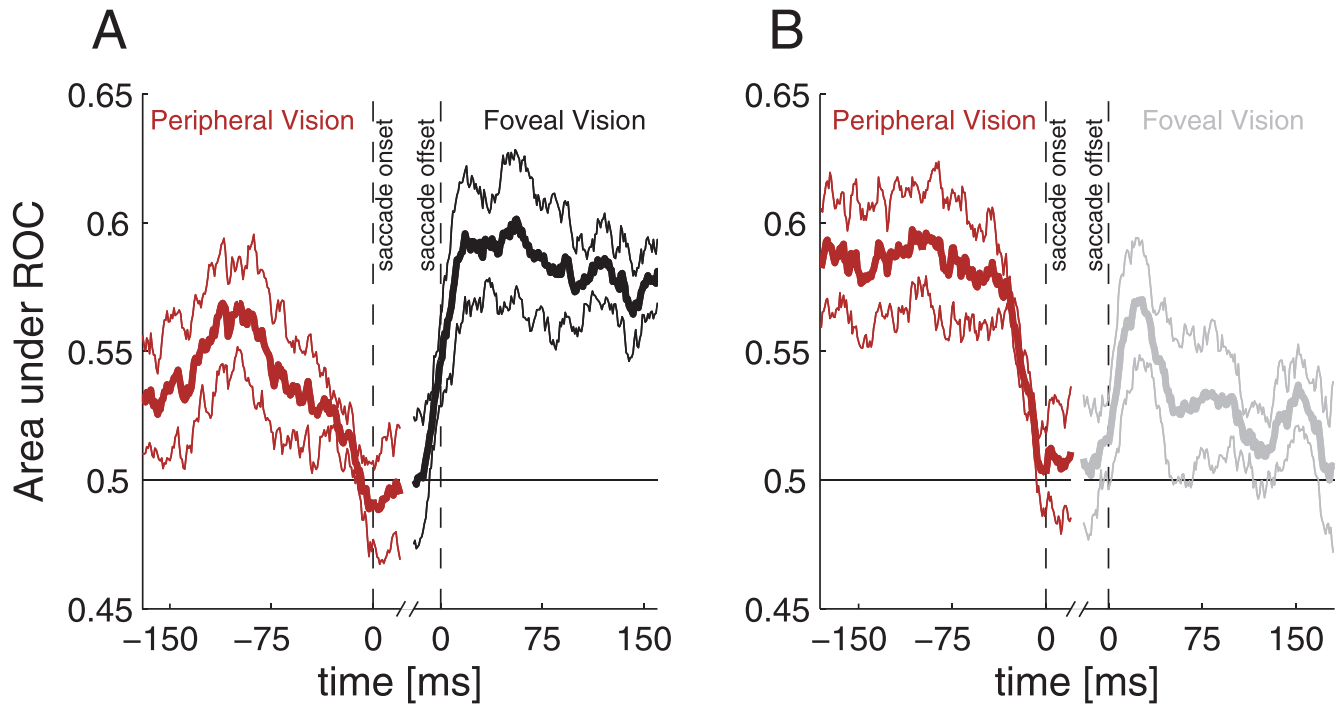 A
B
0.65
0.6
0.55
0.5
0.45
Area under ROC
Peripheral Vision
saccade onset
saccade offset
Foveal Vision
−150
−75
0
0
75
150
time [ms]
0.65
0.6
0.55
0.5
0.45
Peripheral Vision
saccade onset
saccade offset
Foveal Vision
−150
−75
0
0
75
150
time [ms]